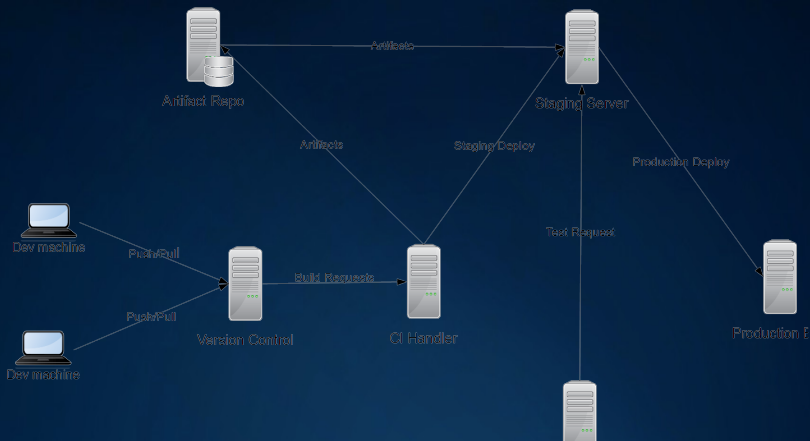 Artifacts
Artifact Repo
Staging Server
Artifacts
Staging Deploy
Production Deploy
Test Request
Dev machine
Push/Pull
Build Requests
Push/Pull
Version Control
CI Handler
Production
Dev machine